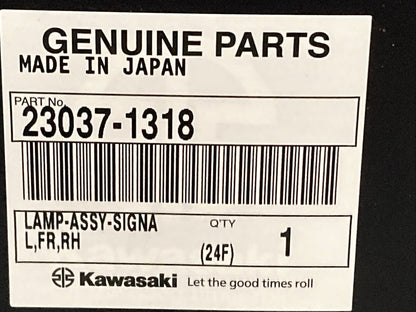 GENUINE PARTS
MADE IN JAPAN
PART No.
23037-1318
LAMP-ASSY-SIGNA
L,FR,RH
Q'TY
(24F) 1
Kawasaki Let the good times roll